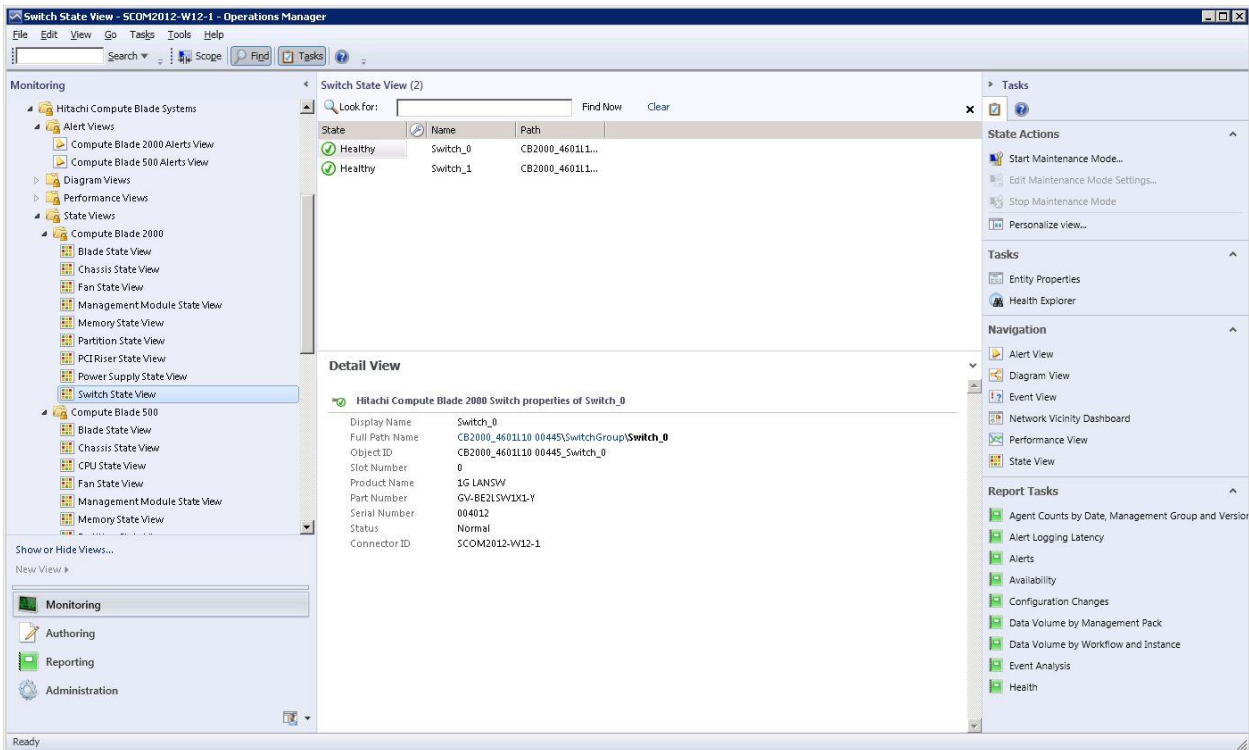 Switch State View - SCOM2012-W12-1 - Operations Manager
File Edit View Go Tasks Tools Help
Search Scope Find Tasks
Monitoring
Hitachi Compute Blade Systems
Alert Views
Compute Blade 2000 Alerts View
Compute Blade 500 Alerts View
Diagram Views
Performance Views
State Views
Compute Blade 2000
Blade State View
Chassis State View
Fan State View
Management Module State View
Memory State View
Partition State View
PCI Riser State View
Power Supply State View
Switch State View
Compute Blade 500
Blade State View
Chassis State View
CPU State View
Fan State View
Management Module State View
Memory State View
Show or Hide Views...
New View
Monitoring
Authoring
Reporting
Administration
Switch State View (2)
Look for: Find Now Clear
State Name Path
Healthy Switch_0 CB2000_4601L1...
Healthy Switch_1 CB2000_4601L1...
Detail View
Hitachi Compute Blade 2000 Switch properties of Switch_0
Display Name Switch_0
Full Path Name CB2000_4601L10 00445\SwitchGroup\Switch_0
Object ID CB2000_4601L10 00445_Switch_0
Slot Number 0
Product Name 1G LANSW
Part Number GV-BE2LSW1X1-Y
Serial Number 004012
Status Normal
Connector ID SCOM2012-W12-1
Tasks
State Actions
Start Maintenance Mode...
Edit Maintenance Mode Settings...
Stop Maintenance Mode
Personalize view...
Tasks
Entity Properties
Health Explorer
Navigation
Alert View
Diagram View
Event View
Network Vicinity Dashboard
Performance View
State View
Report Tasks
Agent Counts by Date, Management Group and Version
Alert Logging Latency
Alerts
Availability
Configuration Changes
Data Volume by Management Pack
Data Volume by Workflow and Instance
Event Analysis
Health
Ready